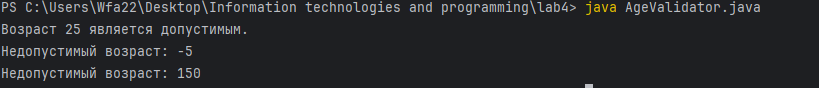 PS C:\Users\Wfa22\Desktop\Information technologies and programming\lab4> java AgeValidator.java
Возраст 25 является допустимым.
Недопустимый возраст: -5
Недопустимый возраст: 150